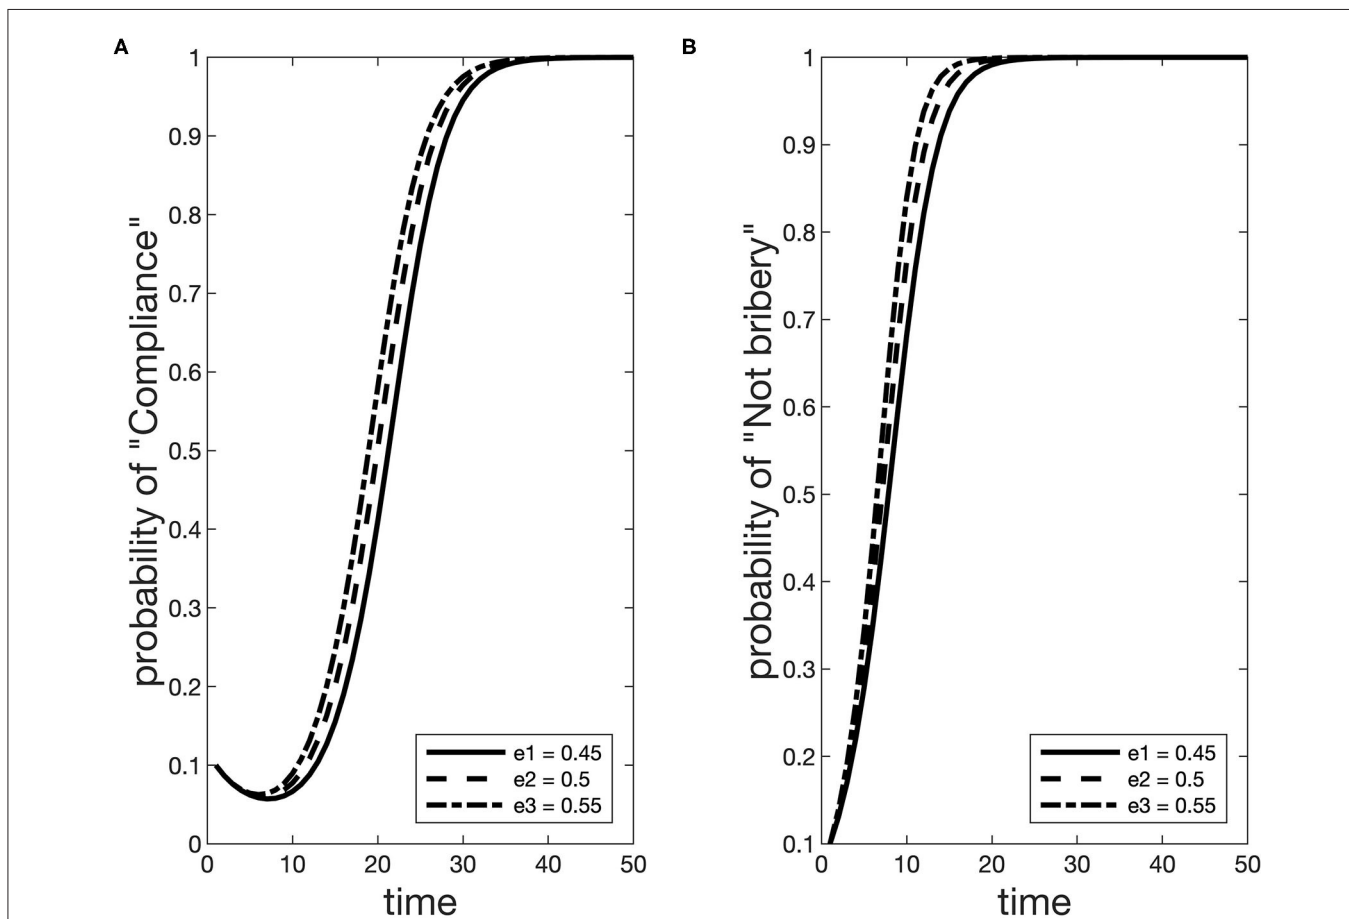 A
probability of "Compliance"
1
0.9
0.8
0.7
0.6
0.5
0.4
0.3
0.2
0.1
0
0 10 20 30 40 50
time
e1 = 0.45
e2 = 0.5
e3 = 0.55
B
probability of "Not bribery"
1
0.9
0.8
0.7
0.6
0.5
0.4
0.3
0.2
0.1
0 10 20 30 40 50
time
e1 = 0.45
e2 = 0.5
e3 = 0.55